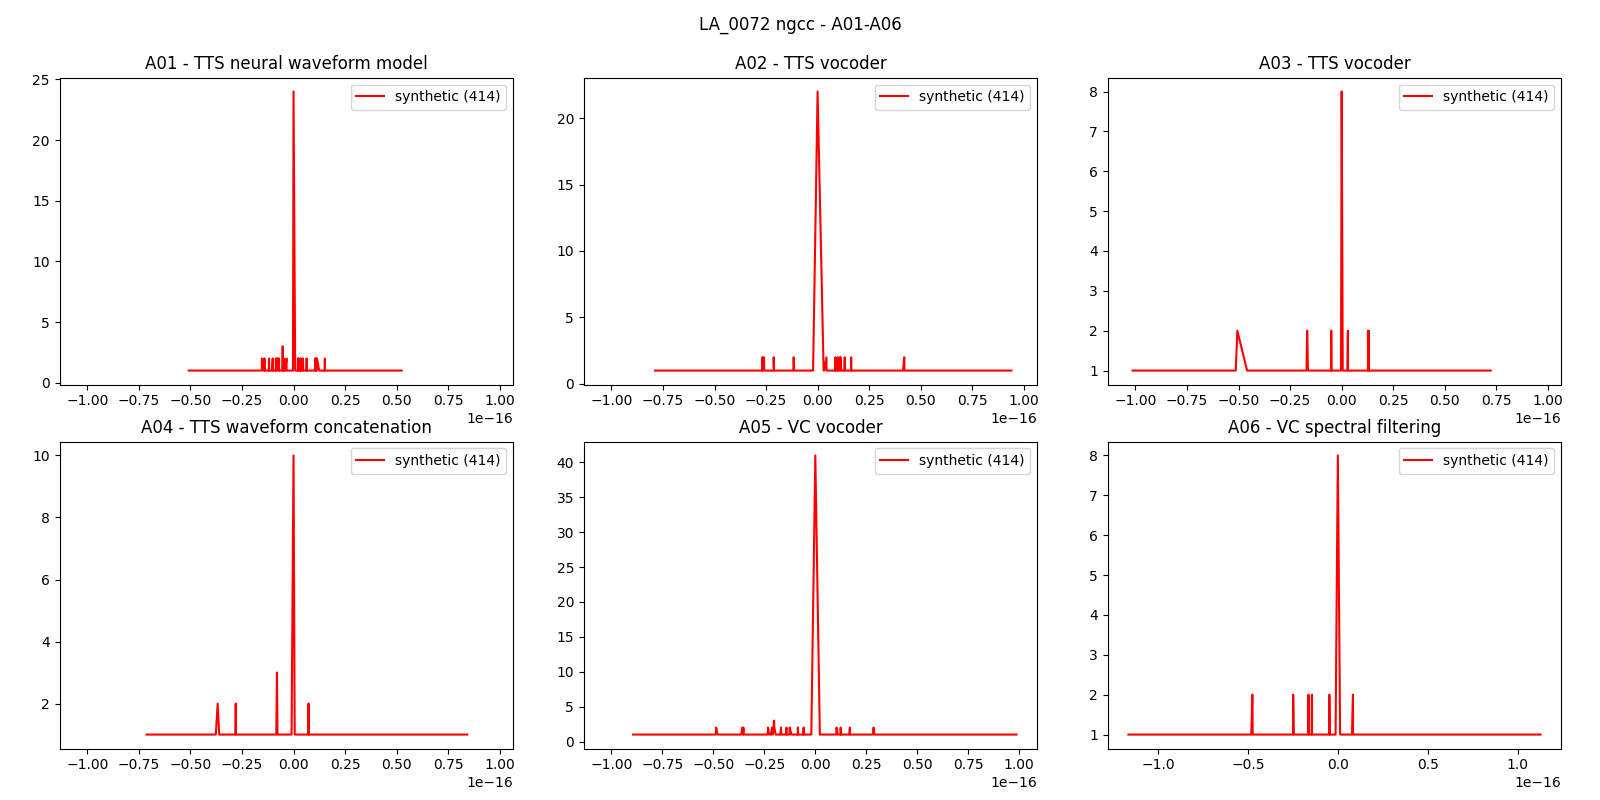 LA_0072 ngcc - A01-A06
A01 - TTS neural waveform model
25
20
15
10
5
0
synthetic (414)
−1.00 −0.75 −0.50 −0.25 0.00 0.25 0.50 0.75 1.00
1e−16
A02 - TTS vocoder
20
15
10
5
0
synthetic (414)
−1.00 −0.75 −0.50 −0.25 0.00 0.25 0.50 0.75 1.00
1e−16
A03 - TTS vocoder
8
7
6
5
4
3
2
1
synthetic (414)
−1.00 −0.75 −0.50 −0.25 0.00 0.25 0.50 0.75 1.00
1e−16
A04 - TTS waveform concatenation
10
8
6
4
2
synthetic (414)
−1.00 −0.75 −0.50 −0.25 0.00 0.25 0.50 0.75 1.00
1e−16
A05 - VC vocoder
40
35
30
25
20
15
10
5
0
synthetic (414)
−1.00 −0.75 −0.50 −0.25 0.00 0.25 0.50 0.75 1.00
1e−16
A06 - VC spectral filtering
8
7
6
5
4
3
2
1
synthetic (414)
−1.0 −0.5 0.0 0.5 1.0
1e−16